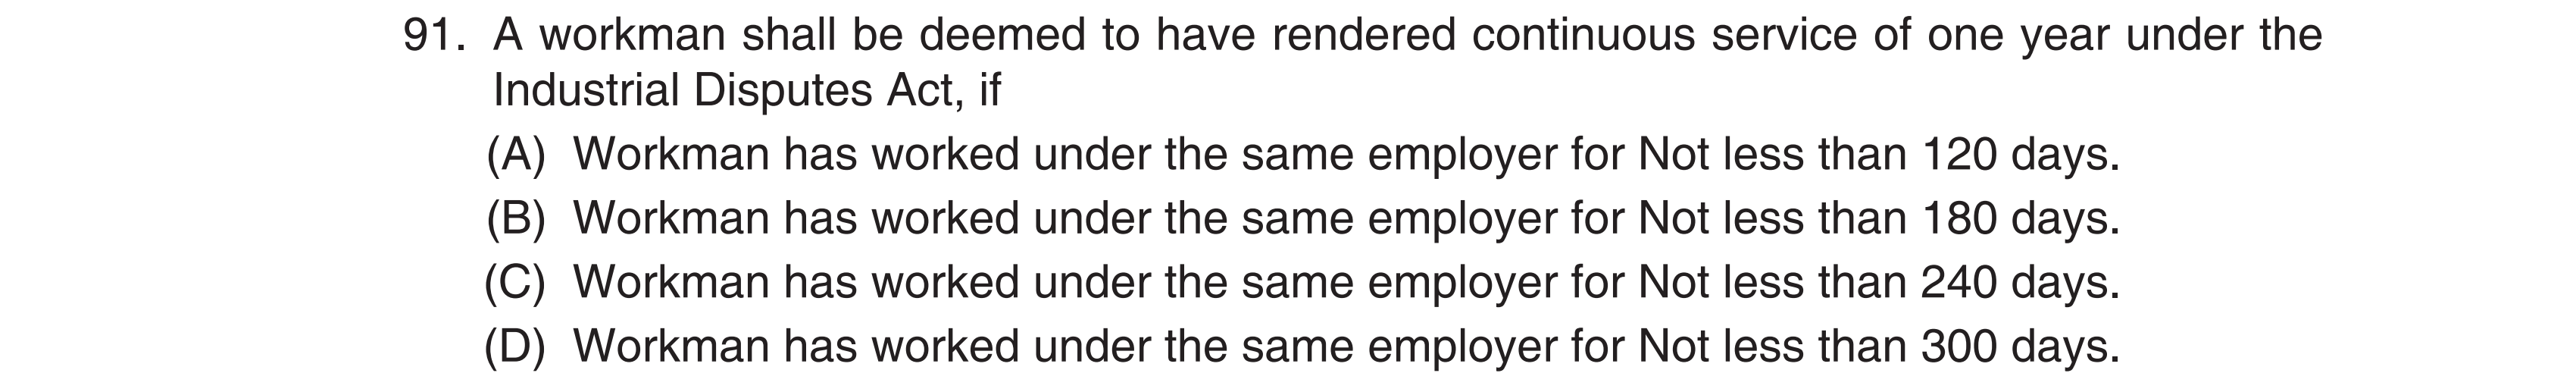 91. A workman shall be deemed to have rendered continuous service of one year under the
Industrial Disputes Act, if
(A) Workman has worked under the same employer for Not less than 120 days.
(B) Workman has worked under the same employer for Not less than 180 days.
(C) Workman has worked under the same employer for Not less than 240 days.
(D) Workman has worked under the same employer for Not less than 300 days.